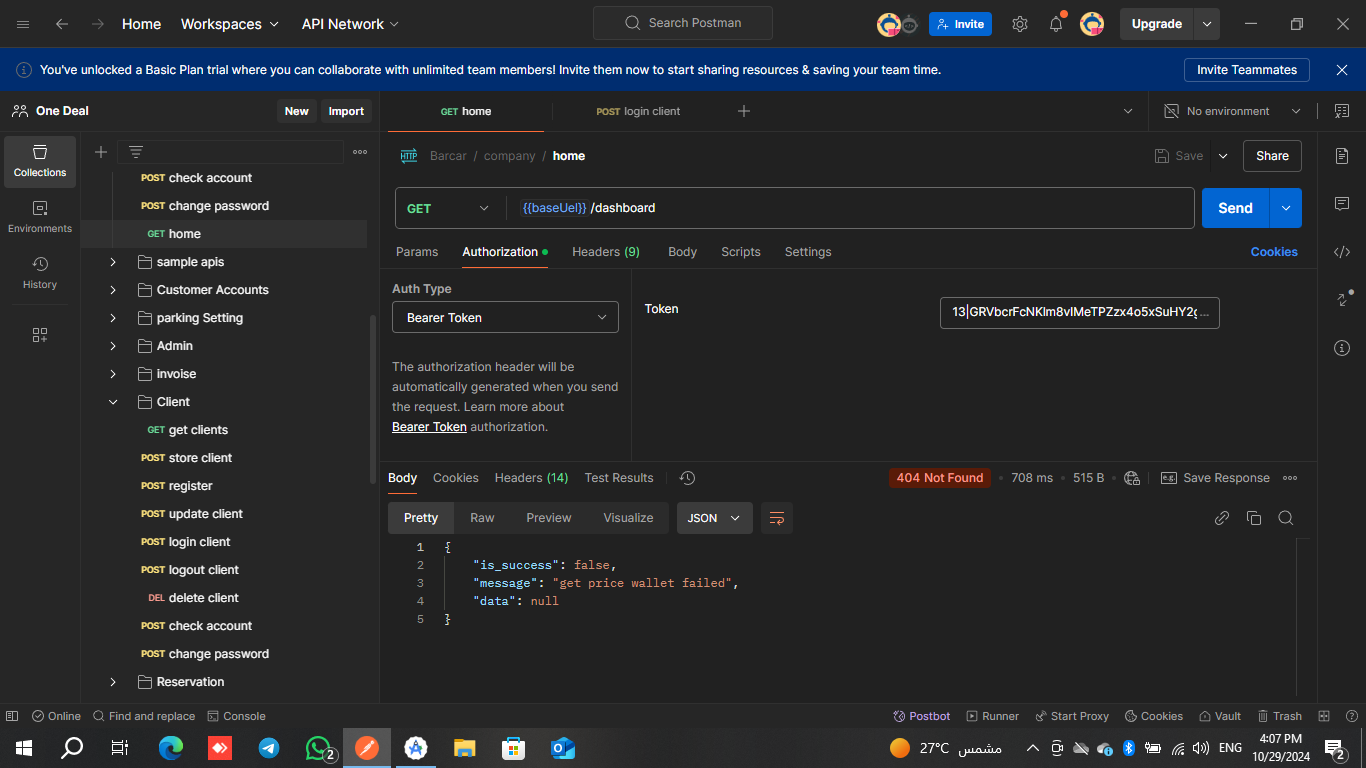 Home
Workspaces
API Network
Search Postman
Invite
Upgrade
You've unlocked a Basic Plan trial where you can collaborate with unlimited team members! Invite them now to start sharing resources & saving your team time.
Invite Teammates
One Deal
New
Import
GET home
POST login client
No environment
Collections
Environments
History
POST check account
POST change password
GET home
sample apis
Customer Accounts
parking Setting
Admin
invoise
Client
GET get clients
POST store client
POST register
POST update client
POST login client
POST logout client
DEL delete client
POST check account
POST change password
Reservation
HTTP Barcar / company / home
Save
Share
GET
{{baseUel}} /dashboard
Send
Params
Authorization
Headers (9)
Body
Scripts
Settings
Cookies
Auth Type
Bearer Token
The authorization header will be
automatically generated when you send
the request. Learn more about
Bearer Token authorization.
Token
13|GRVbcrFcNKlm8vlMeTPZzx4o5xSuHY2g...
Body
Cookies
Headers (14)
Test Results
404 Not Found
708 ms
515 B
e.g. Save Response
Pretty
Raw
Preview
Visualize
JSON
1 {
2 "is_success": false,
3 "message": "get price wallet failed",
4 "data": null
5 }
Online
Find and replace
Console
Postbot
Runner
Start Proxy
Cookies
Vault
Trash
2
27°C مشمس
ENG
4:07 PM
10/29/2024
2